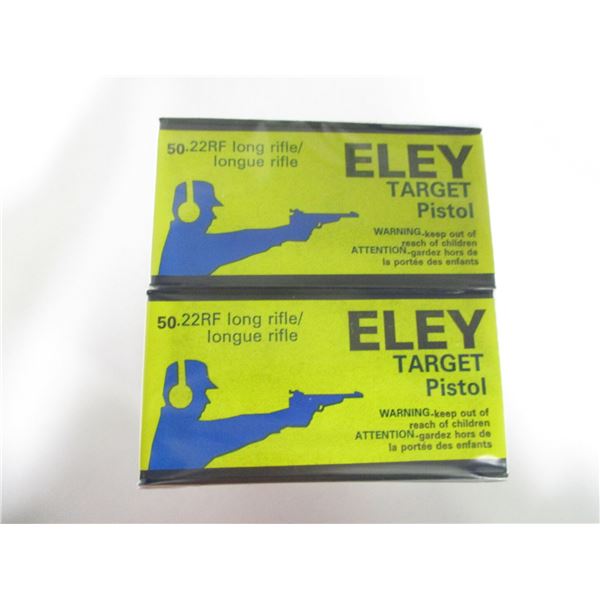 50.22RF long rifle/
longue rifle
ELEY
TARGET
Pistol
WARNING-keep out of
reach of children
ATTENTION-gardez hors de
la portée des enfants
50.22RF long rifle/
longue rifle
ELEY
TARGET
Pistol
WARNING-keep out of
reach of children
ATTENTION-gardez hors de
la portée des enfants